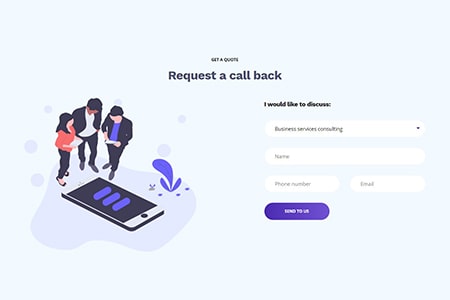 GET A QUOTE
Request a call back
I would like to discuss:
Business services consulting
Name
Phone number
Email
SEND TO US